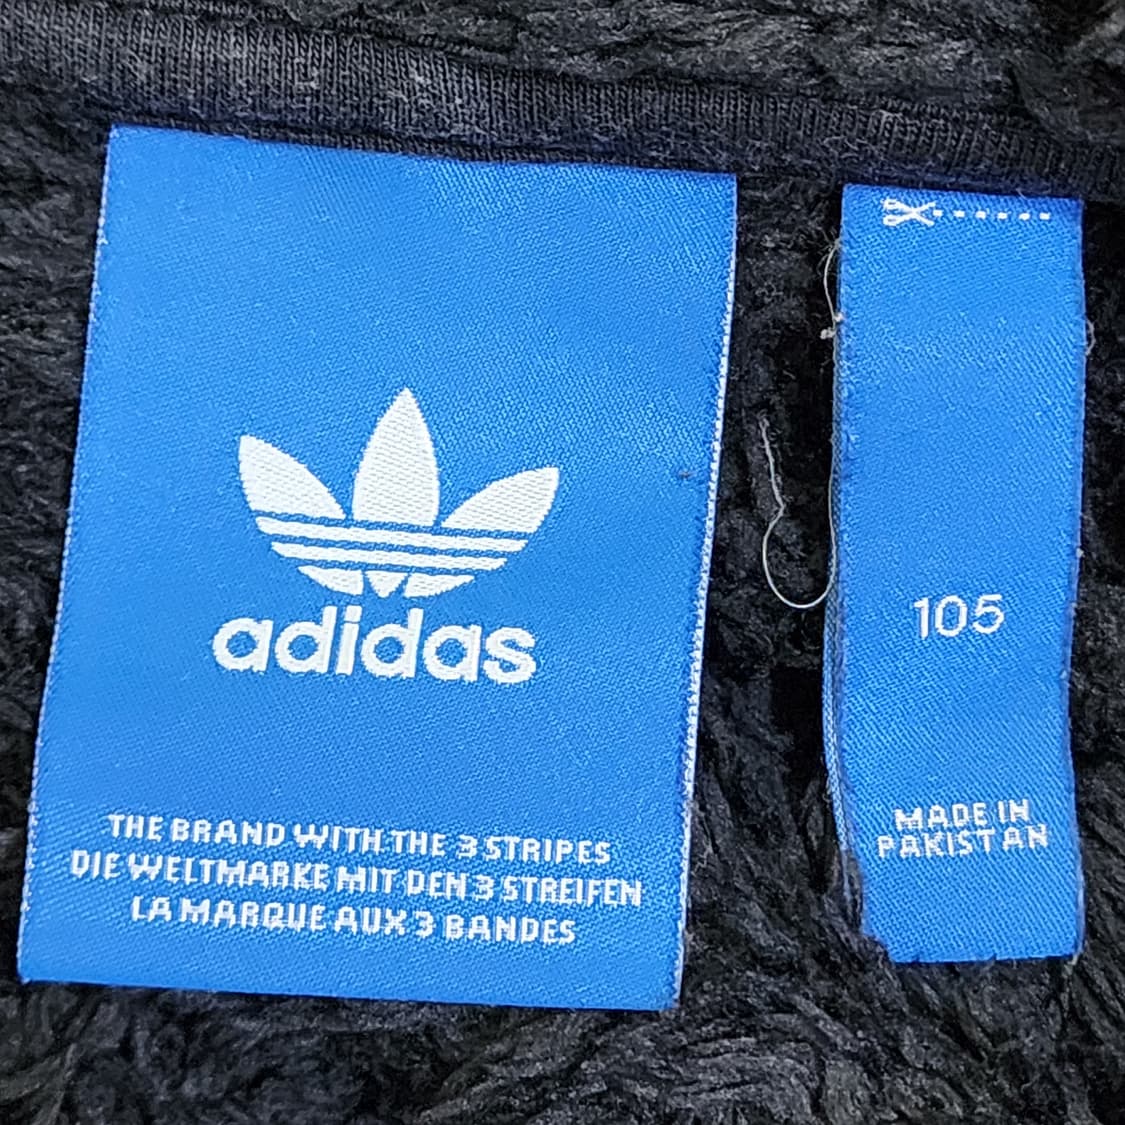 adidas
THE BRAND WITH THE 3 STRIPES
DIE WELTMARKE MIT DEN 3 STREIFEN
LA MARQUE AUX 3 BANDES
105
MADE IN
PAKISTAN